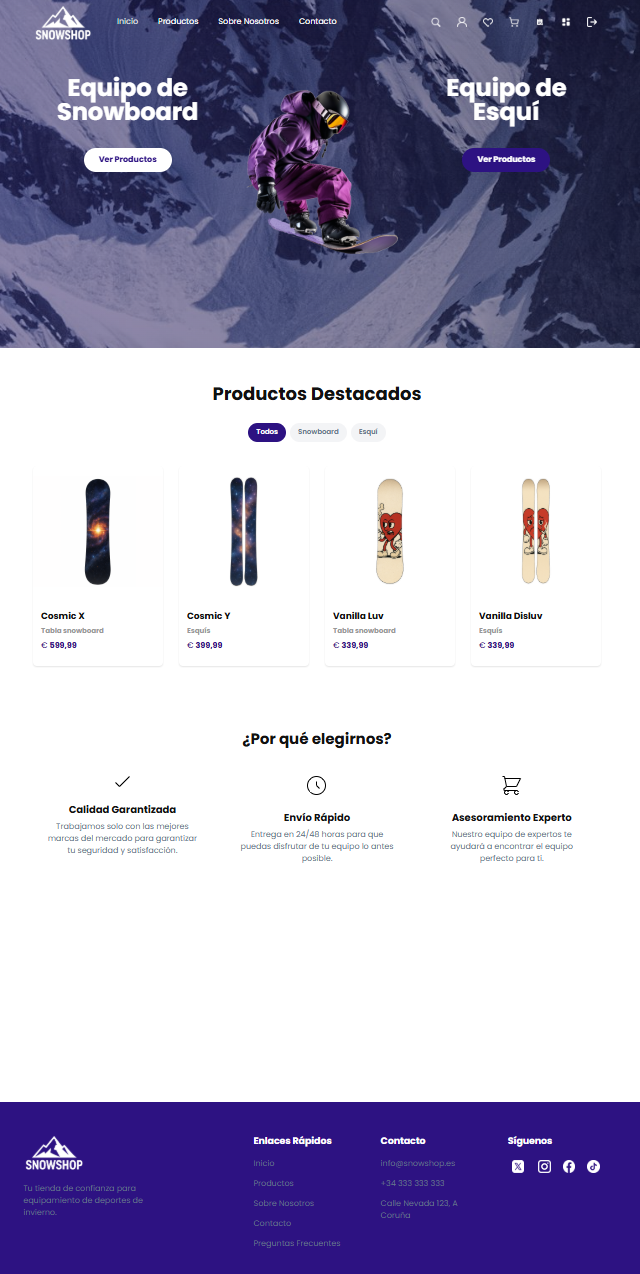 SNOWSHOP
Inicio
Productos
Sobre Nosotros
Contacto
Equipo de
Snowboard
Ver Productos
Equipo de
Esquí
Ver Productos
Productos Destacados
Todos
Snowboard
Esquí
Cosmic X
Tabla snowboard
€ 599,99
Cosmic Y
Esquís
€ 399,99
Vanilla Luv
Tabla snowboard
€ 339,99
Vanilla Disluv
Esquís
€ 339,99
¿Por qué elegirnos?
Calidad Garantizada
Trabajamos solo con las mejores
marcas del mercado para garantizar
tu seguridad y satisfacción.
Envío Rápido
Entrega en 24/48 horas para que
puedas disfrutar de tu equipo lo antes
posible.
Asesoramiento Experto
Nuestro equipo de expertos te
ayudará a encontrar el equipo
perfecto para ti.
SNOWSHOP
Tu tienda de confianza para
equipamiento de deportes de
invierno.
Enlaces Rápidos
Inicio
Productos
Sobre Nosotros
Contacto
Preguntas Frecuentes
Contacto
info@snowshop.es
+34 333 333 333
Calle Nevada 123, A
Coruña
Síguenos